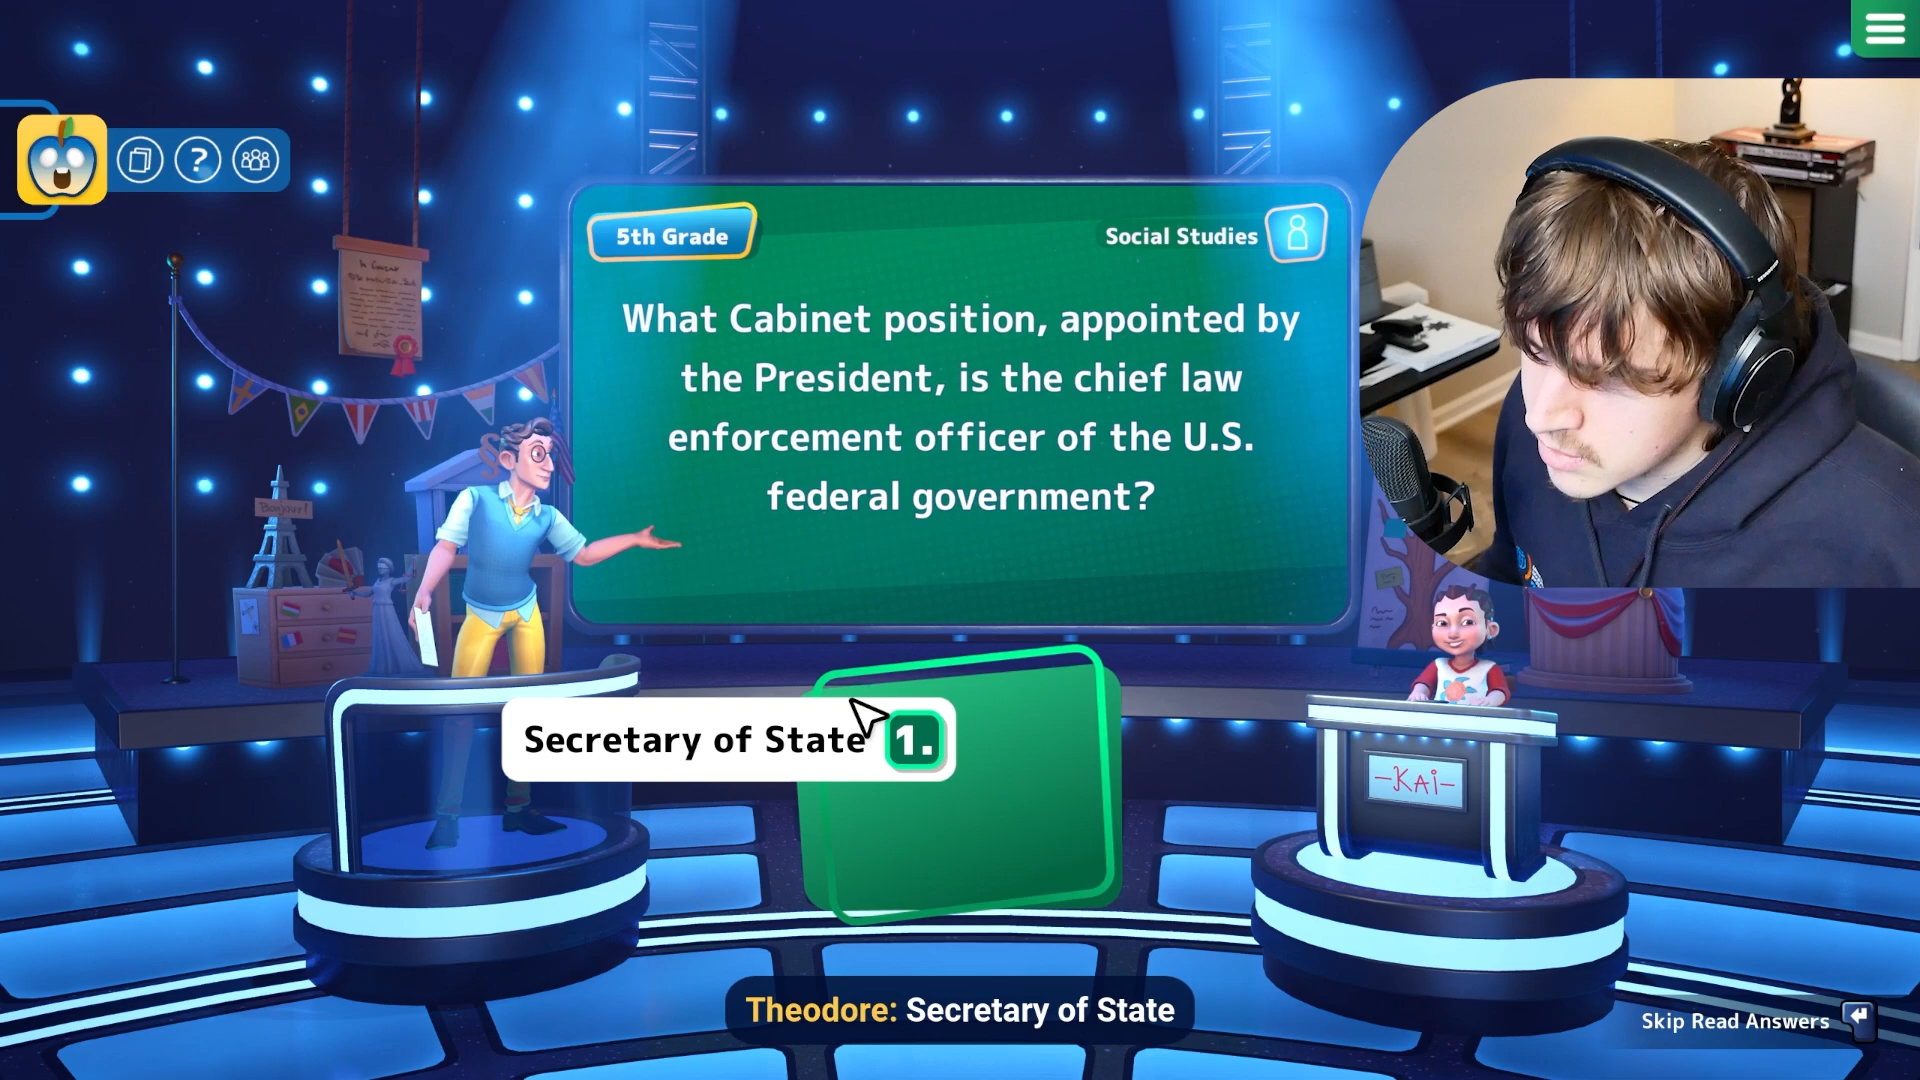 5th Grade
Social Studies
What Cabinet position, appointed by
the President, is the chief law
enforcement officer of the U.S.
federal government?
Bonjour!
Secretary of State 1.
-KAi-
Theodore: Secretary of State
Skip Read Answers